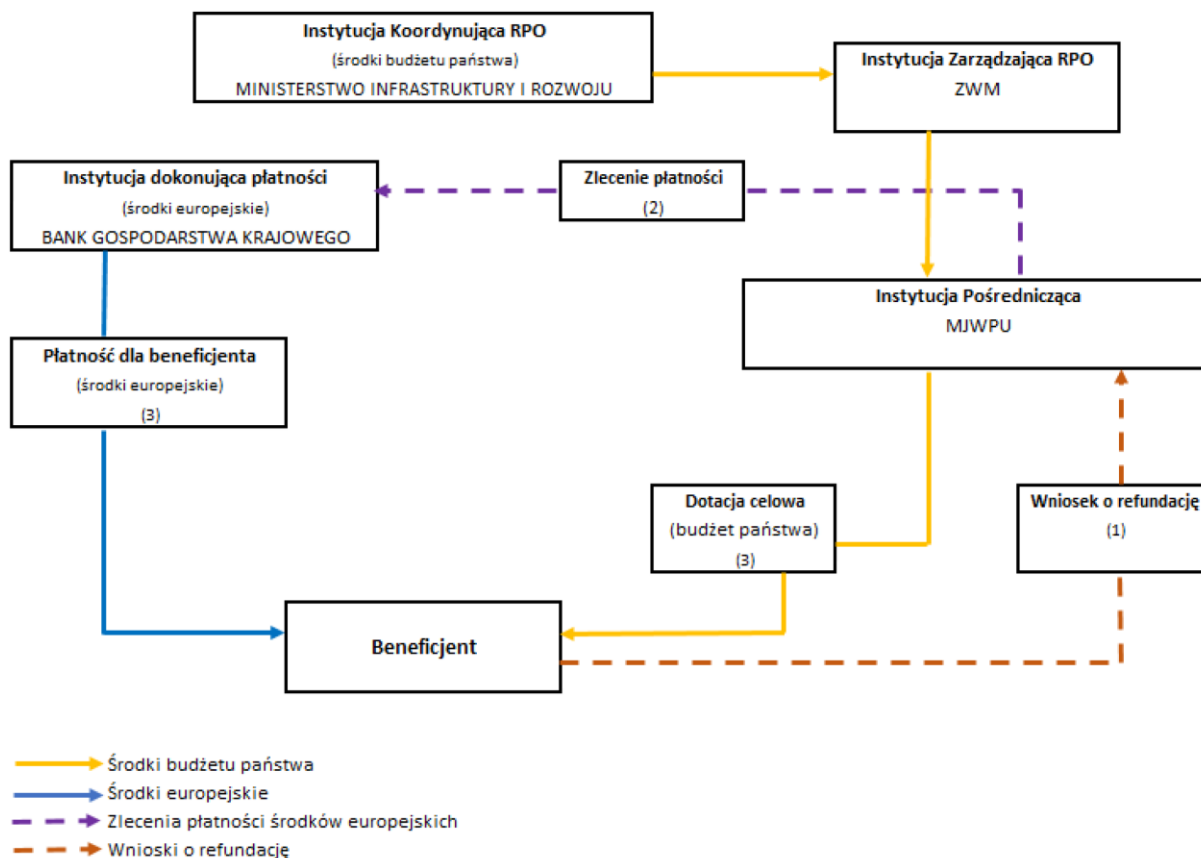 Instytucja Koordynująca RPO
(środki budżetu państwa)
MINISTERSTWO INFRASTRUKTURY I ROZWOJU
Instytucja Zarządzająca RPO
ZWM
Instytucja dokonująca płatności
(środki europejskie)
BANK GOSPODARSTWA KRAJOWEGO
Zlecenie płatności
(2)
Instytucja Pośrednicząca
MJWPU
Płatność dla beneficjenta
(środki europejskie)
(3)
Dotacja celowa
(budżet państwa)
(3)
Wniosek o refundację
(1)
Beneficjent
Środki budżetu państwa
Środki europejskie
Zlecenia płatności środków europejskich
Wnioski o refundację